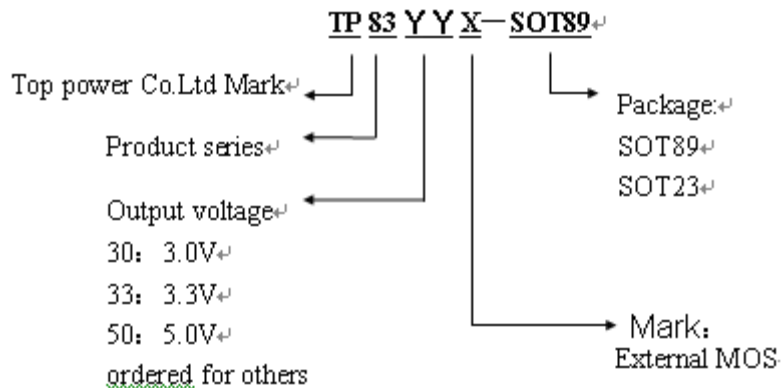 TP 83 Y Y X—SOT89
Top power Co.Ltd Mark
Package:
Product series
SOT89
SOT23
Output voltage
30: 3.0V
33: 3.3V
50: 5.0V
Mark:
External MOS
ordered for others